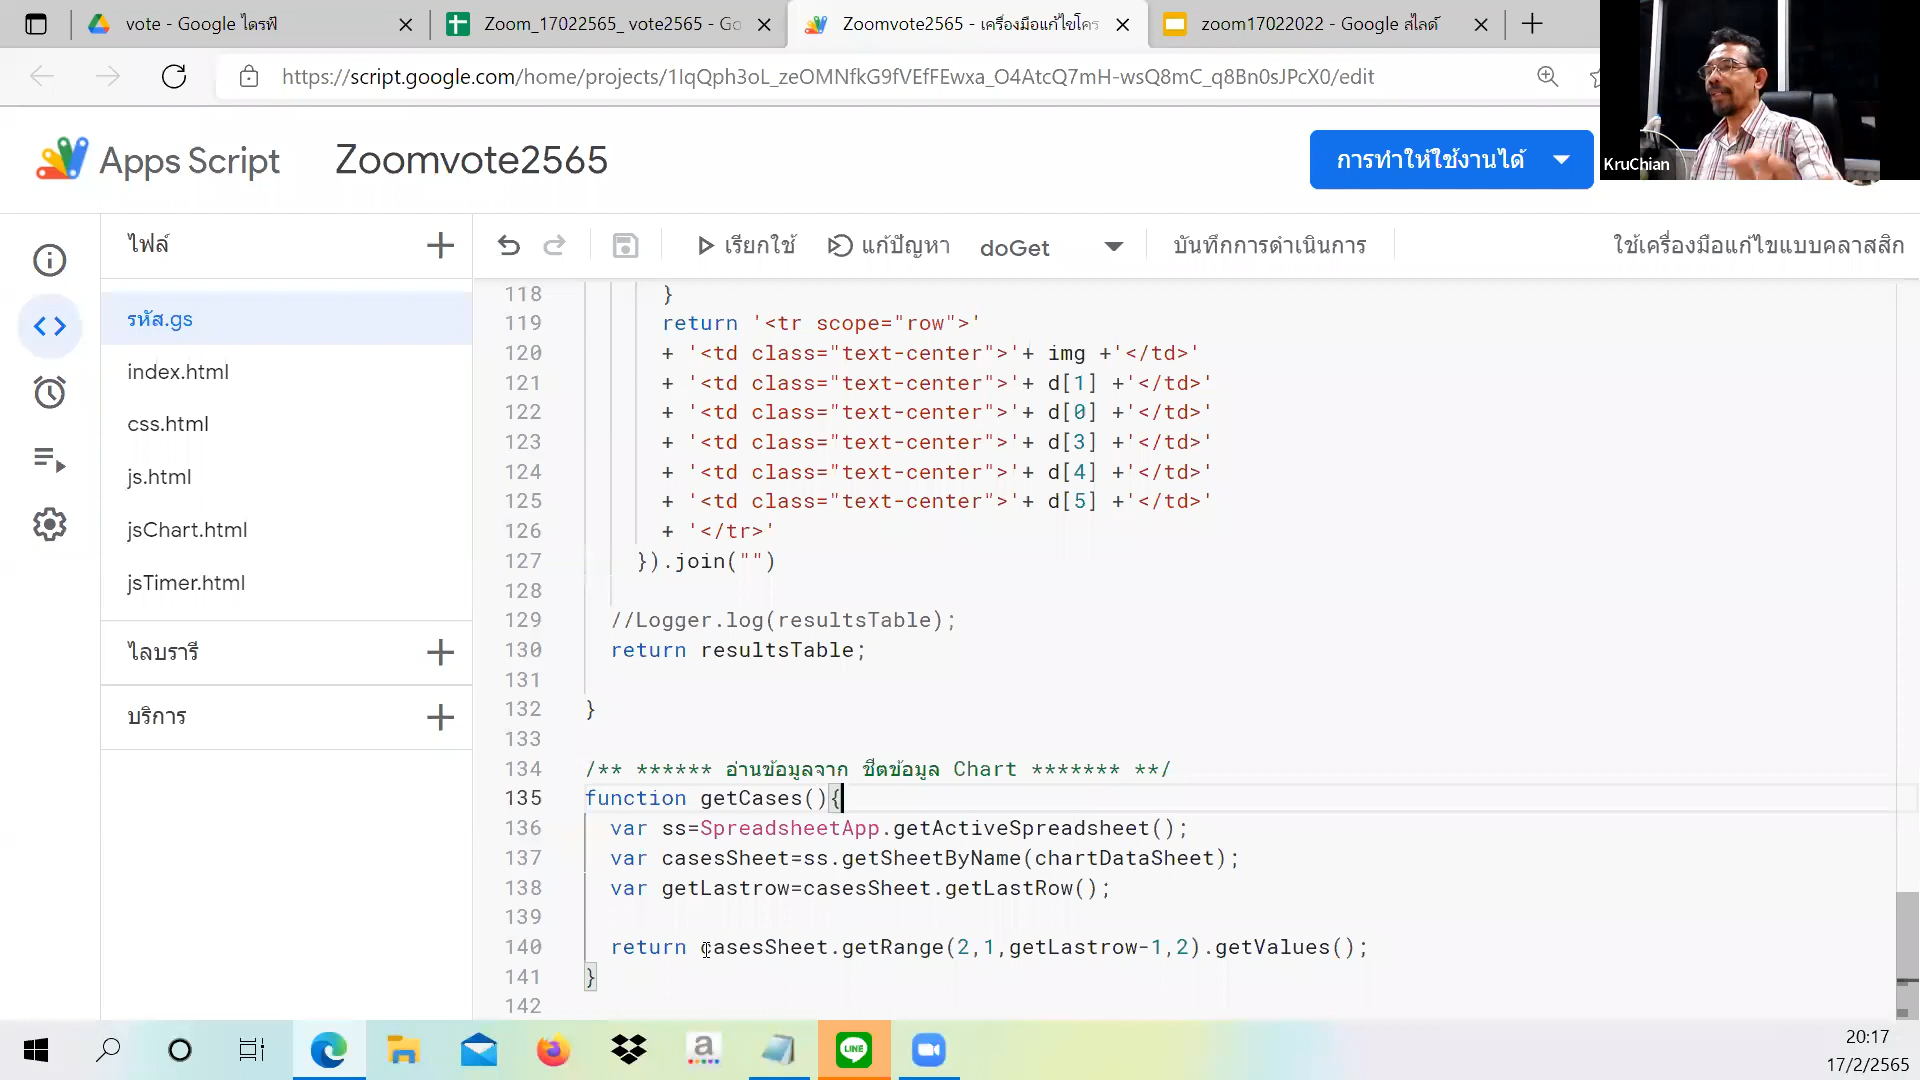 vote - Google ไดรฟ์
Zoom_17022565_ vote2565 - Go
Zoomvote2565 - เครื่องมือแก้ไขโคร
zoom17022022 - Google สไลด์
https://script.google.com/home/projects/1IqQph3oL_zeOMNfkG9fVEfFEwxa_O4AtcQ7mH-wsQ8mC_q8Bn0sJPcX0/edit
Apps Script
Zoomvote2565
การทำให้ใช้งานได้
KruChian
ไฟล์
เรียกใช้
แก้ปัญหา
doGet
บันทึกการดำเนินการ
ใช้เครื่องมือแก้ไขแบบคลาสสิก
รหัส.gs
index.html
css.html
js.html
jsChart.html
jsTimer.html
ไลบรารี
บริการ
118 }
119 return '<tr scope="row">'
120 + '<td class="text-center">'+ img +'</td>'
121 + '<td class="text-center">'+ d[1] +'</td>'
122 + '<td class="text-center">'+ d[0] +'</td>'
123 + '<td class="text-center">'+ d[3] +'</td>'
124 + '<td class="text-center">'+ d[4] +'</td>'
125 + '<td class="text-center">'+ d[5] +'</td>'
126 + '</tr>'
127 }).join("")
128
129 //Logger.log(resultsTable);
130 return resultsTable;
131
132 }
133
134 /** ****** อ่านข้อมูลจาก ชีตข้อมูล Chart ******* **/
135 function getCases(){
136 var ss=SpreadsheetApp.getActiveSpreadsheet();
137 var casesSheet=ss.getSheetByName(chartDataSheet);
138 var getLastrow=casesSheet.getLastRow();
139
140 return casesSheet.getRange(2,1,getLastrow-1,2).getValues();
141 }
142
a
LINE
20:17
17/2/2565